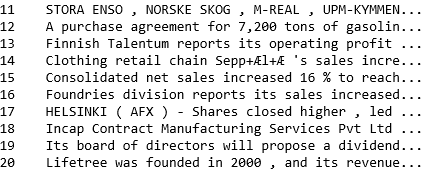 11 STORA ENSO , NORSKE SKOG , M-REAL , UPM-KYMMEN...
12 A purchase agreement for 7,200 tons of gasolin...
13 Finnish Talentum reports its operating profit ...
14 Clothing retail chain Sepp+Æl+Æ 's sales incre...
15 Consolidated net sales increased 16 % to reach...
16 Foundries division reports its sales increased...
17 HELSINKI ( AFX ) - Shares closed higher , led ...
18 Incap Contract Manufacturing Services Pvt Ltd ...
19 Its board of directors will propose a dividend...
20 Lifetree was founded in 2000 , and its revenue...